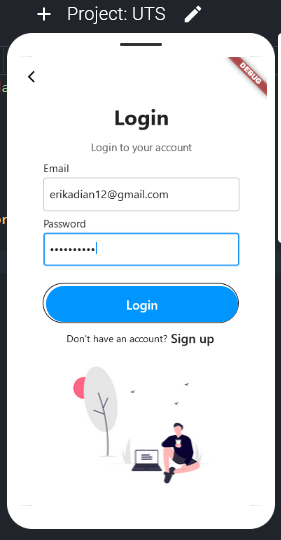 + Project: UTS
DEBUG
Login
Login to your account
Email
erikadian12@gmail.com
Password
••••••••••
Login
Don't have an account? Sign up